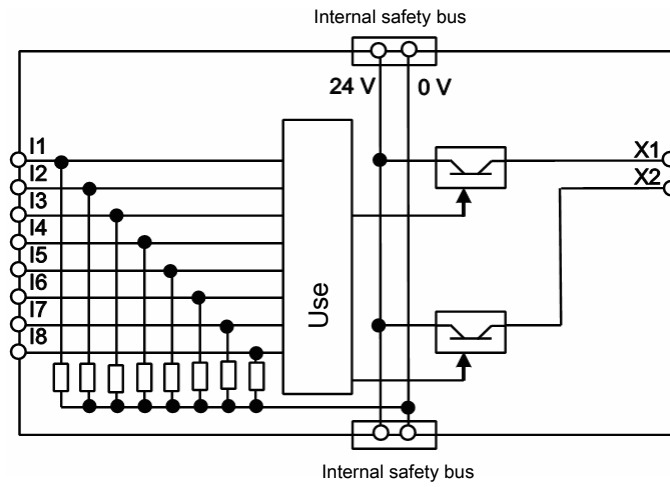 Internal safety bus
24 V
0 V
I1
I2
I3
I4
I5
I6
I7
I8
Use
X1
X2
Internal safety bus